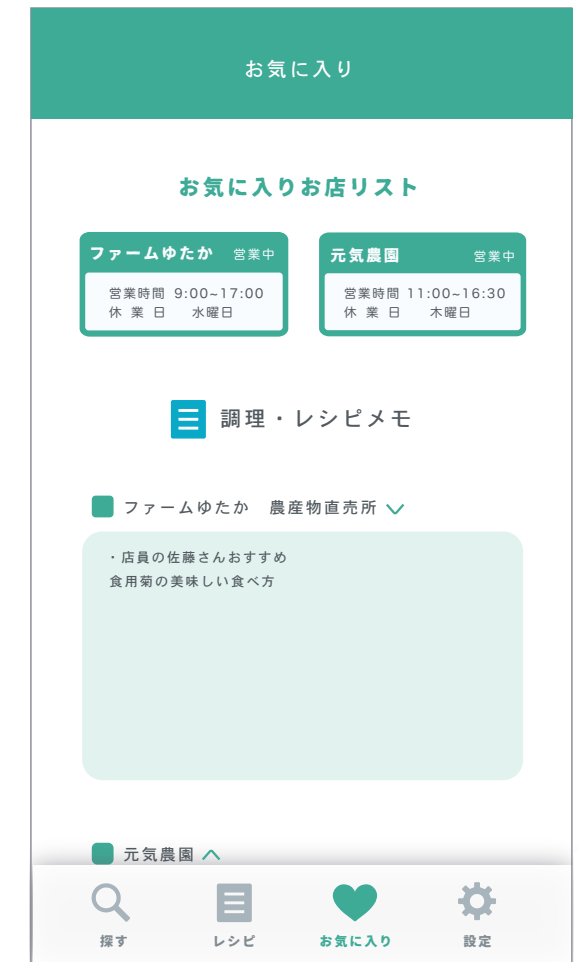 お気に入り
お気に入りお店リスト
ファームゆたか 営業中
営業時間 9:00~17:00
休 業 日 水曜日
元気農園 営業中
営業時間 11:00~16:30
休 業 日 木曜日
調理・レシピメモ
ファームゆたか 農産物直売所
・店員の佐藤さんおすすめ
食用菊の美味しい食べ方
元気農園
探す
レシピ
お気に入り
設定